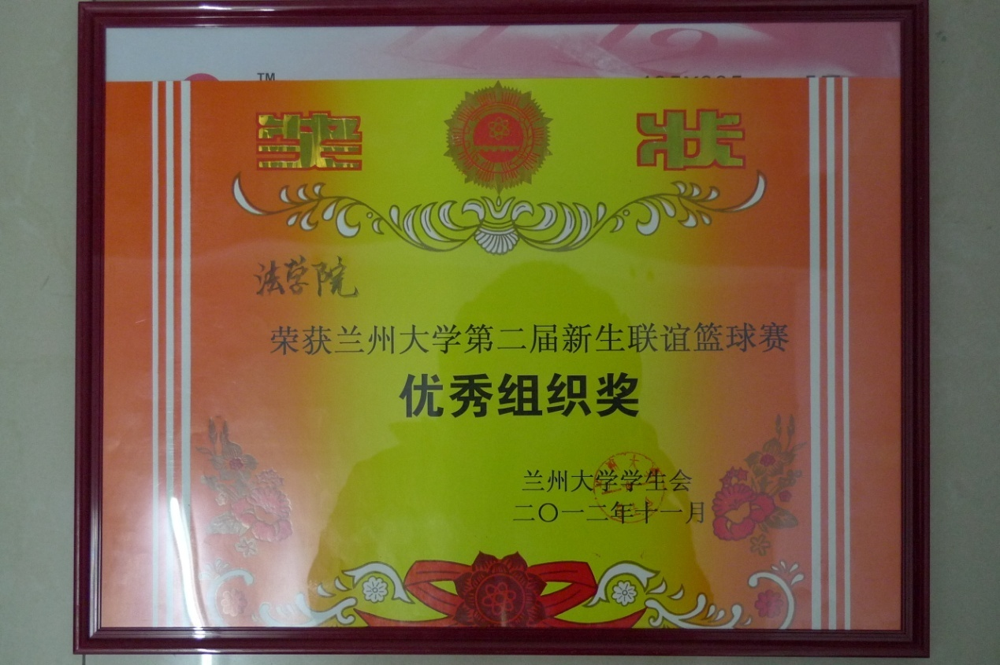 TM
奖状
法学院
荣获兰州大学第二届新生联谊篮球赛
优秀组织奖
兰州大学学生会
二〇一二年十一月